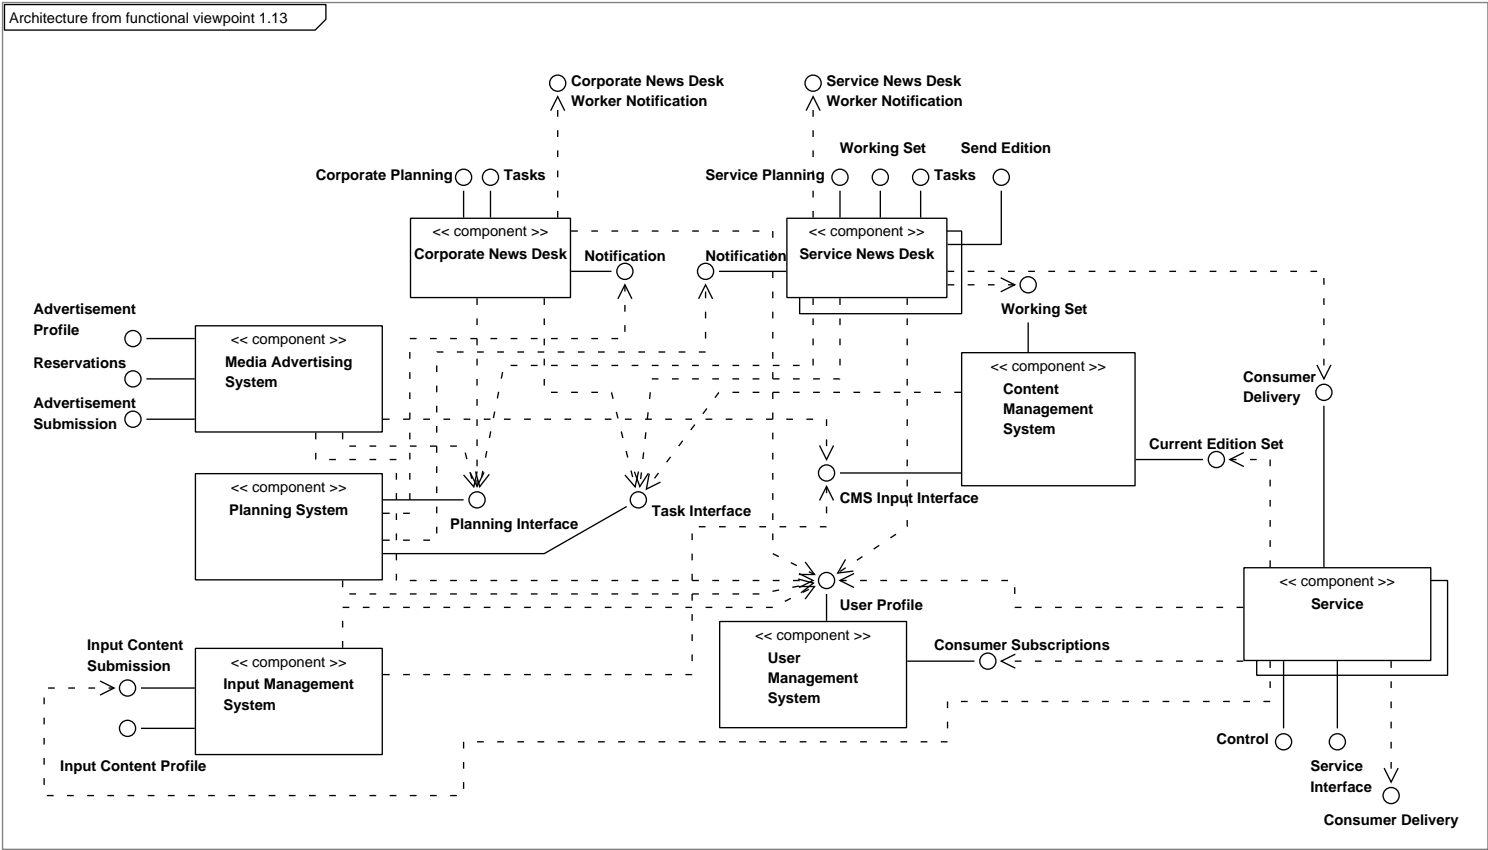 Architecture from functional viewpoint 1.13
Corporate News Desk
Worker Notification
Service News Desk
Worker Notification
Working Set
Send Edition
Corporate Planning
Tasks
Service Planning
Tasks
<< component >>
Corporate News Desk
Notification
Notification
<< component >>
Service News Desk
Working Set
Advertisement
Profile
Reservations
Advertisement
Submission
<< component >>
Media Advertising
System
<< component >>
Content
Management
System
Consumer
Delivery
Current Edition Set
<< component >>
Planning System
Planning Interface
Task Interface
CMS Input Interface
<< component >>
Service
User Profile
<< component >>
User
Management
System
Consumer Subscriptions
Input Content
Submission
<< component >>
Input Management
System
Input Content Profile
Control
Service
Interface
Consumer Delivery